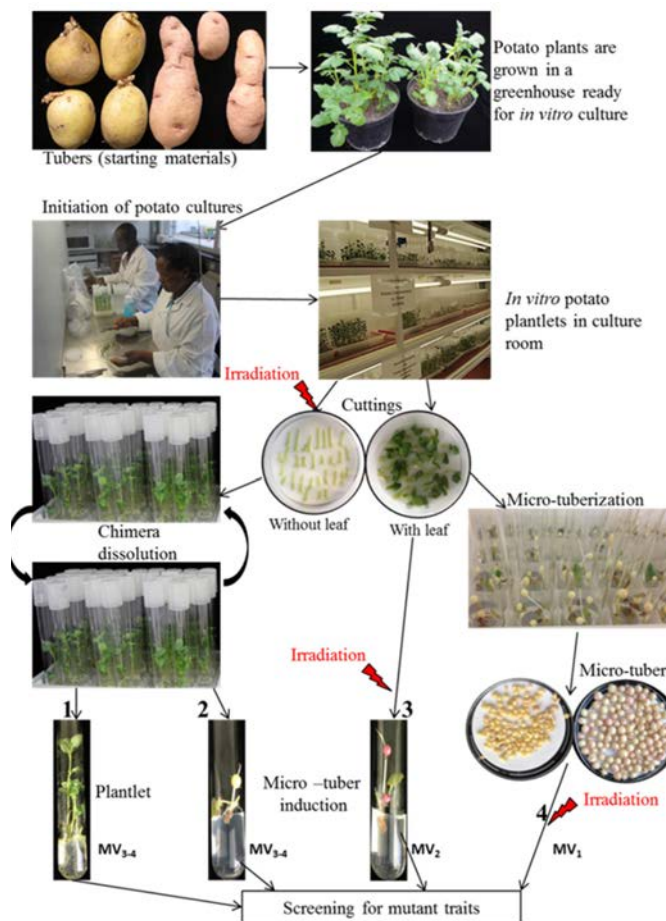 Potato plants are
grown in a
greenhouse ready
for in vitro culture
Tubers (starting materials)
Initiation of potato cultures
In vitro potato
plantlets in culture
room
Irradiation
Cuttings
Without leaf
With leaf
Micro-tuberization
Chimera
dissolution
Irradiation
Micro-tuber
1
2
3
4
Irradiation
Plantlet
Micro –tuber
induction
MV3-4
MV3-4
MV2
MV1
Screening for mutant traits